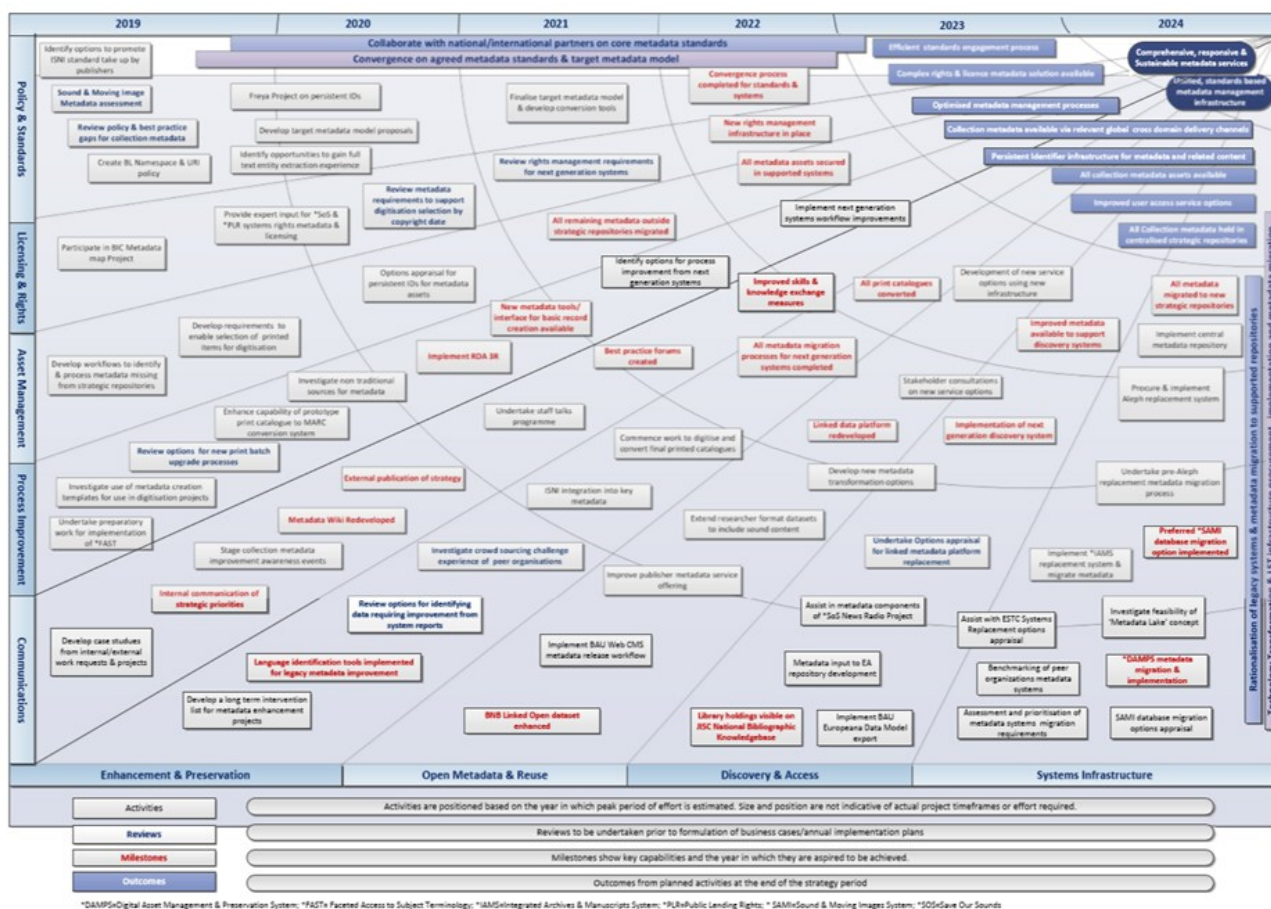 2019
2020
2021
2022
2023
2024
Policy & Standards
Licensing & Rights
Asset Management
Process Improvement
Communications
Collaborate with national/international partners on core metadata standards
Convergence on agreed metadata standards & target metadata model
Identify options to promote
ISNI standard take up by
publishers
Sound & Moving Image
Metadata assessment
Review policy & best practice
gaps for collection metadata
Create BL Namespace & URI
policy
Freya Project on persistent IDs
Develop target metadata model proposals
Identify opportunities to gain full
text entity extraction experience
Review metadata
requirements to support
digitisation selection by
copyright date
Provide expert input for *SoS &
*PLR systems rights metadata &
licensing
Finalise target metadata model
& develop conversion tools
Review rights management requirements
for next generation systems
All remaining metadata outside
strategic repositories migrated
Convergence process
completed for standards &
systems
New rights management
infrastructure in place
All metadata assets secured
in supported systems
Implement next generation
systems workflow improvements
Efficient standards engagement process
Complex rights & license metadata solution available
Optimised metadata management processes
Collection metadata available via relevant global cross domain delivery channels
Persistent Identifier infrastructure for metadata and related content
All collection metadata assets available
Improved user access service options
All Collection metadata held in
centralised strategic repositories
Comprehensive, responsive &
Sustainable metadata services
Unified, standards based
metadata management
infrastructure
Participate in BIC Metadata
map Project
Options appraisal for
persistent IDs for metadata
assets
Identify options for process
improvement from next
generation systems
Improved skills &
knowledge exchange
measures
All print catalogues
converted
Development of new service
options using new
infrastructure
All metadata
migrated to new
strategic repositories
Develop requirements to
enable selection of printed
items for digitisation
New metadata tools/
interface for basic record
creation available
Improved metadata
available to support
discovery systems
Implement central
metadata repository
Develop workflows to identify
& process metadata missing
from strategic repositories
Implement RDA 3R
Best practice forums
created
All metadata migration
processes for next generation
systems completed
Investigate non traditional
sources for metadata
Stakeholder consultations
on new service options
Procure & implement
Aleph replacement system
Enhance capability of prototype
print catalogue to MARC
conversion system
Undertake staff talks
programme
Commence work to digitise and
convert final printed catalogues
Linked data platform
redeveloped
Implementation of next
generation discovery system
Review options for new print batch
upgrade processes
Investigate use of metadata creation
templates for use in digitisation projects
External publication of strategy
ISNI integration into key
metadata
Develop new metadata
transformation options
Undertake pre-Aleph
replacement metadata migration
process
Undertake preparatory
work for implementation
of *FAST
Metadata Wiki Redeveloped
Extend researcher format datasets
to include sound content
Preferred *SAMI
database migration
option implemented
Stage collection metadata
improvement awareness events
Investigate crowd sourcing challenge
experience of peer organisations
Undertake Options appraisal
for linked metadata platform
replacement
Implement *IAMS
replacement system &
migrate metadata
Improve publisher metadata service
offering
Internal communication of
strategic priorities
Review options for identifying
data requiring improvement from
system reports
Assist in metadata components
of *SoS News Radio Project
Assist with ESTC Systems
Replacement options
appraisal
Investigate feasibility of
'Metadata Lake' concept
Develop case studues
from internal/external
work requests & projects
Language identification tools implemented
for legacy metadata improvement
Implement BAU Web CMS
metadata release workflow
Metadata input to EA
repository development
Benchmarking of peer
organizations metadata
systems
*DAMPS metadata
migration &
implementation
Develop a long term intervention
list for metadata enhancement
projects
BNB Linked Open dataset
enhanced
Library holdings visible on
JISC National Bibliographic
Knowledgebase
Implement BAU
Europeana Data Model
export
Assessment and prioritisation of
metadata systems migration
requirements
SAMI database migration
options appraisal
Rationalisation of legacy systems & metadata migration to supported repositories
Enhancement & Preservation
Open Metadata & Reuse
Discovery & Access
Systems Infrastructure
Activities
Activities are positioned based on the year in which peak period of effort is estimated. Size and position are not indicative of actual project timeframes or effort required.
Reviews
Reviews to be undertaken prior to formulation of business cases/annual implementation plans
Milestones
Milestones show key capabilities and the year in which they are aspired to be achieved.
Outcomes
Outcomes from planned activities at the end of the strategy period
*DAMPS=Digital Asset Management & Preservation System; *FAST= Faceted Access to Subject Terminology; *IAMS=Integrated Archives & Manuscripts System; *PLR=Public Lending Rights; * SAMI=Sound & Moving Images System; *SOS=Save Our Sounds